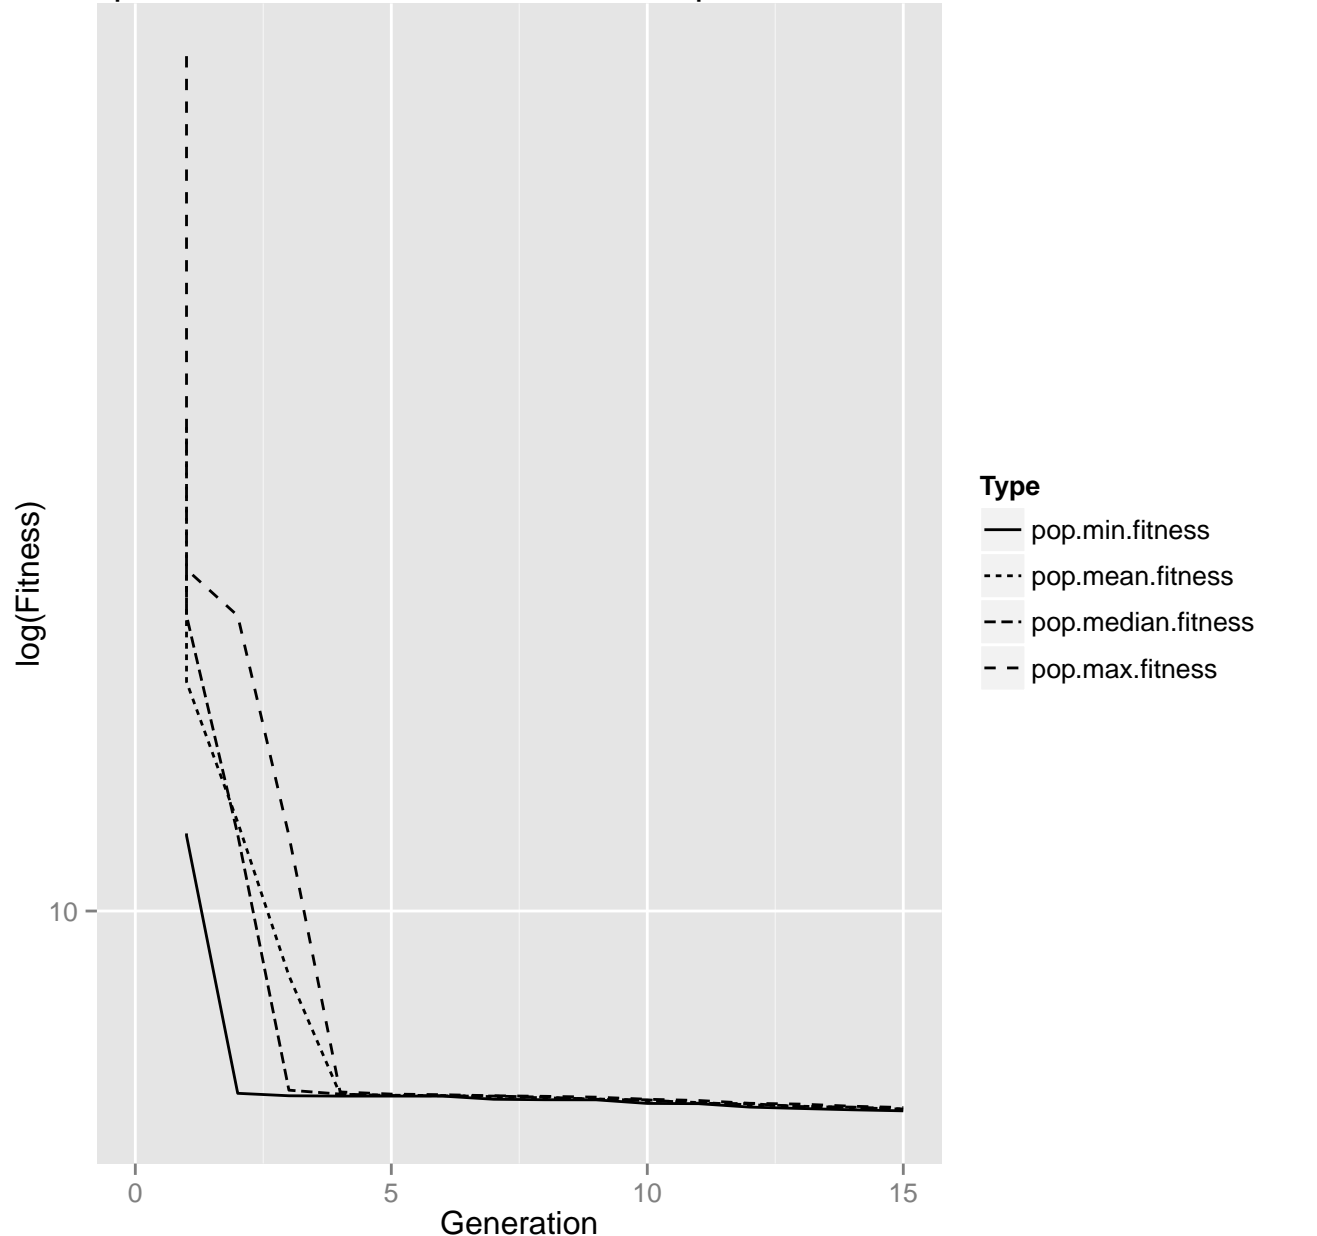 log(Fitness)
10
0 5 10 15
Generation
Type
pop.min.fitness
pop.mean.fitness
pop.median.fitness
pop.max.fitness